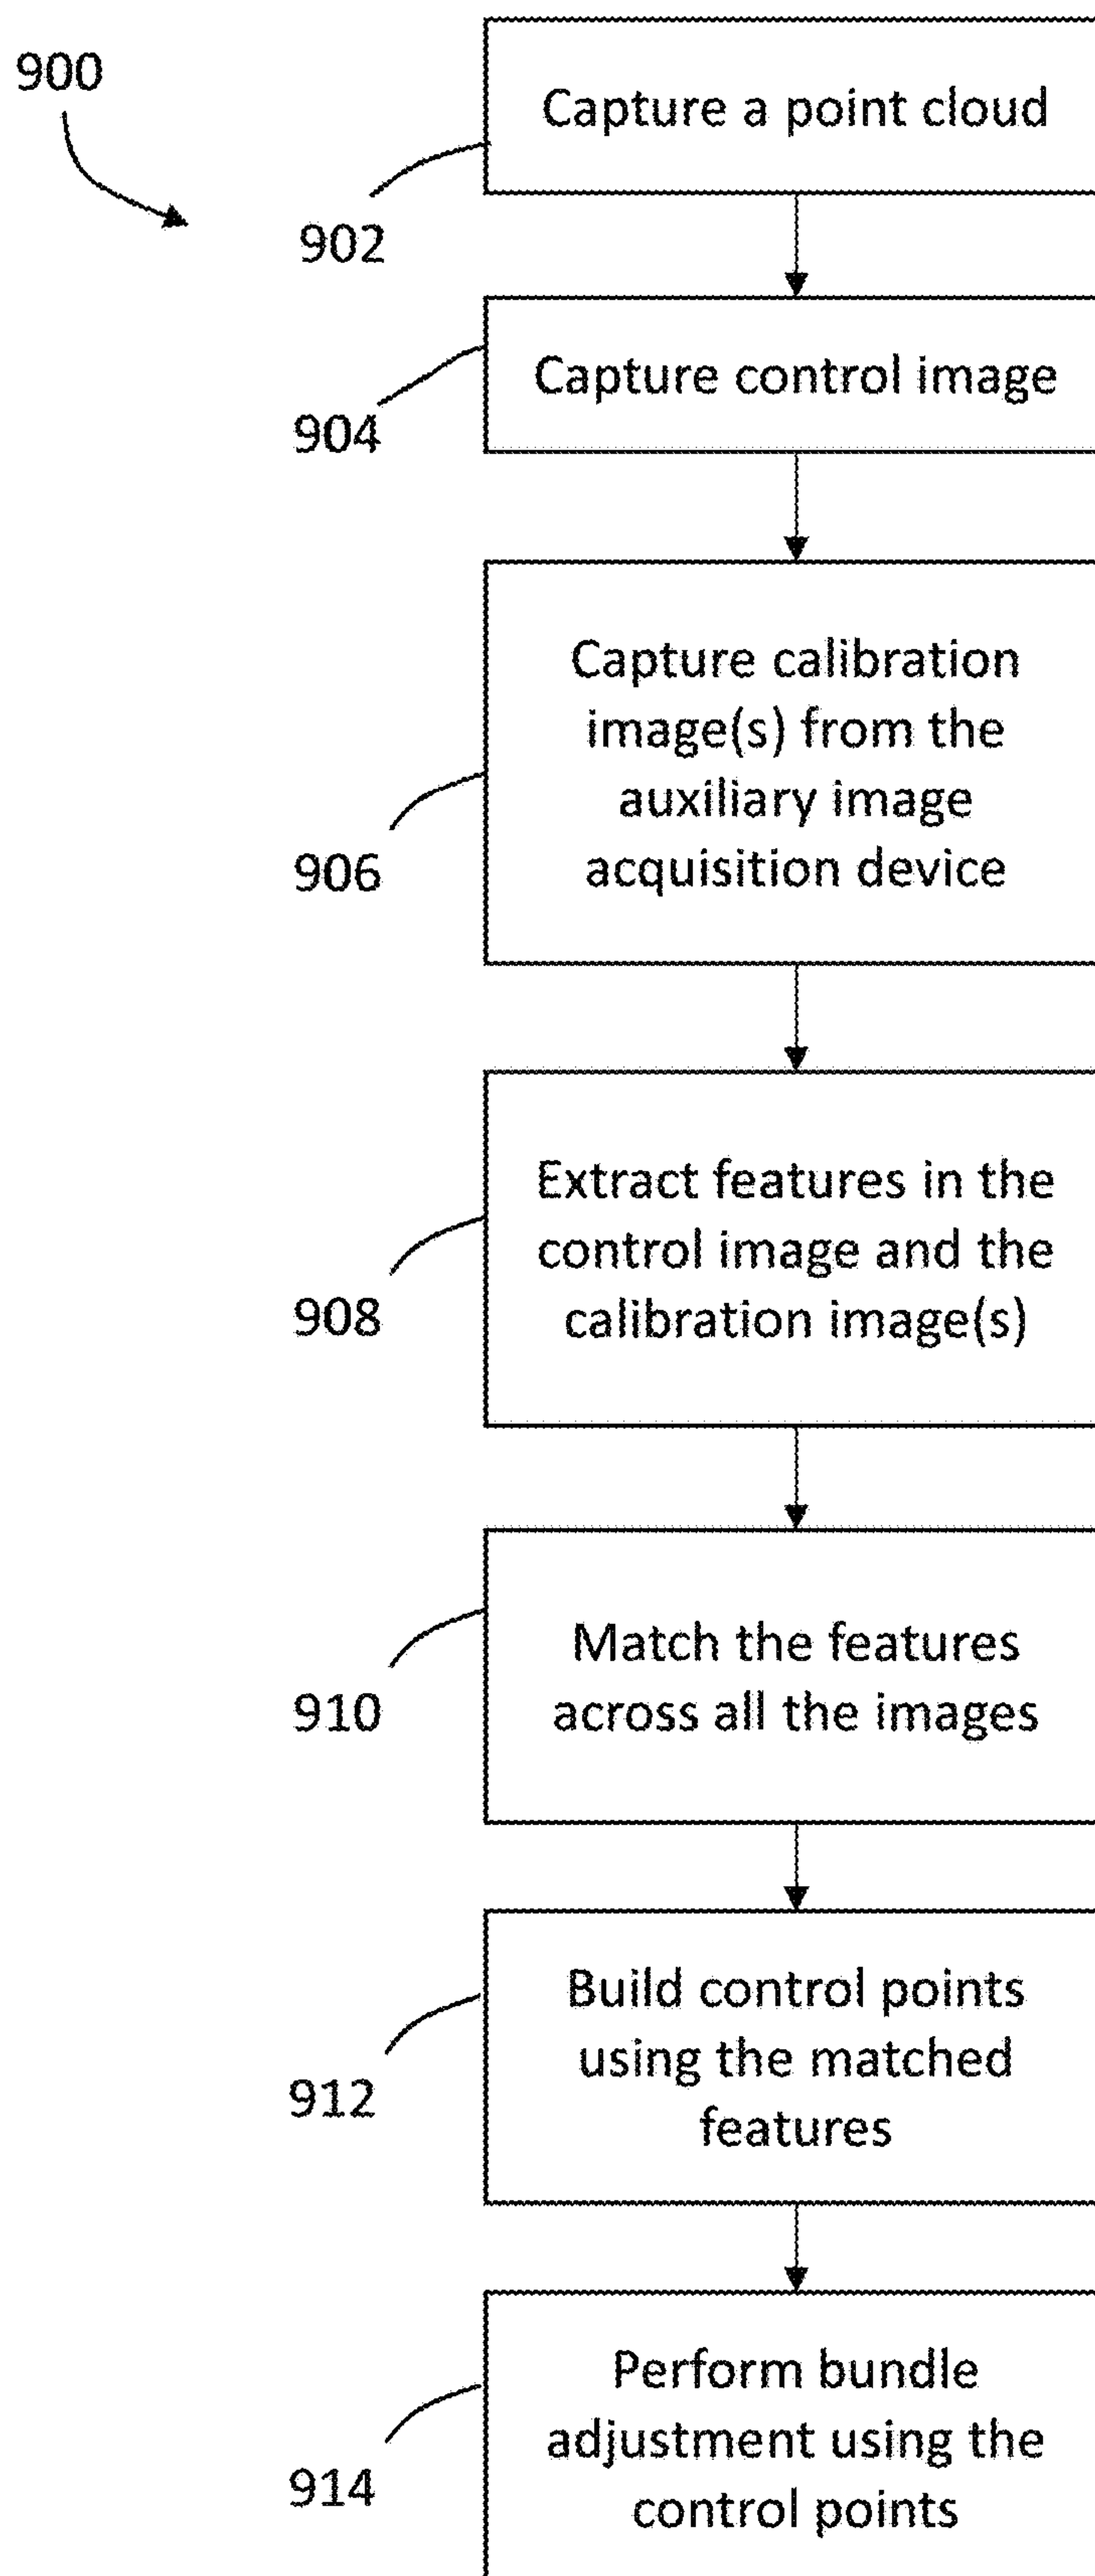 900
Capture a point cloud
902
Capture control image
904
Capture calibration
image(s) from the
auxiliary image
acquisition device
906
Extract features in the
control image and the
calibration image(s)
908
Match the features
across all the images
910
Build control points
using the matched
features
912
Perform bundle
adjustment using the
control points
914